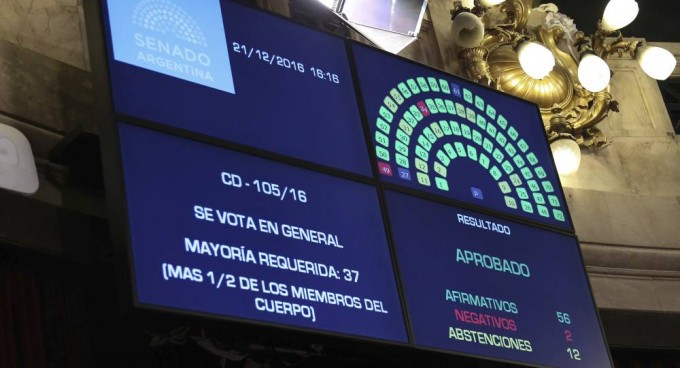 SENADO
ARGENTINA
21/12/2016 16:16
CD - 105/16
SE VOTA EN GENERAL
MAYORÍA REQUERIDA: 37
(MAS 1/2 DE LOS MIEMBROS DEL
CUERPO)
RESULTADO
APROBADO
AFIRMATIVOS 56
NEGATIVOS 2
ABSTENCIONES 12